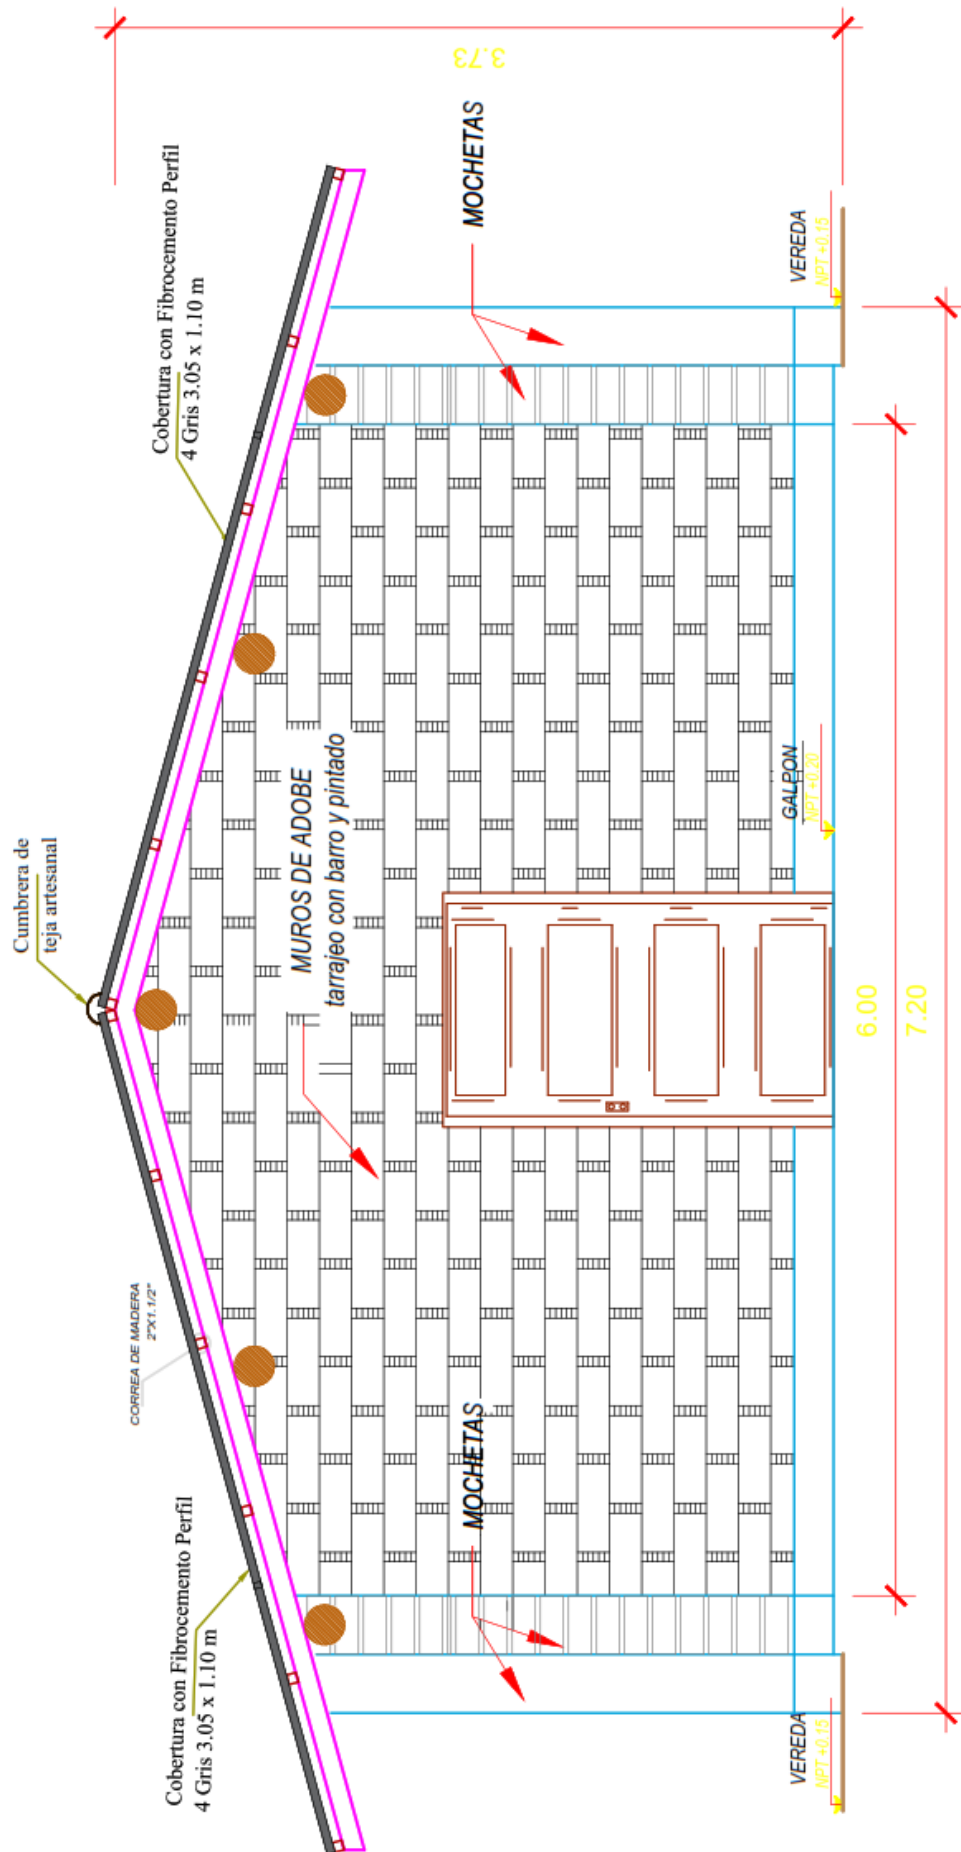 Cumbrera de
teja artesanal
Cobertura con Fibrocemento Perfil
4 Gris 3.05 x 1.10 m
CORREA DE MADERA
2"X1.1/2"
Cobertura con Fibrocemento Perfil
4 Gris 3.05 x 1.10 m
3.73
MUROS DE ADOBE
tarrajeo con barro y pintado
MOCHETAS
MOCHETAS
VEREDA
NPT +0.15
GALPON
NPT +0.20
VEREDA
NPT +0.15
6.00
7.20